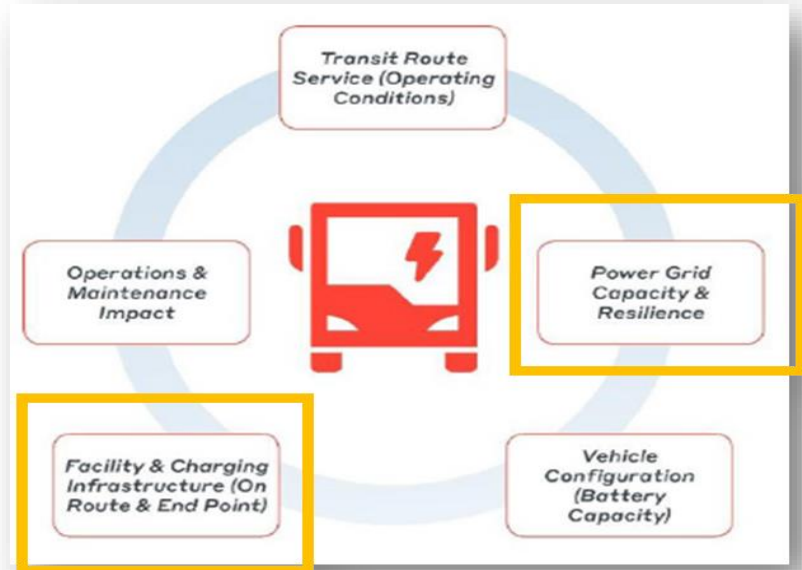 Transit Route
Service (Operating
Conditions)
Operations &
Maintenance
Impact
Power Grid
Capacity &
Resilience
Facility & Charging
Infrastructure (On
Route & End Point)
Vehicle
Configuration
(Battery
Capacity)